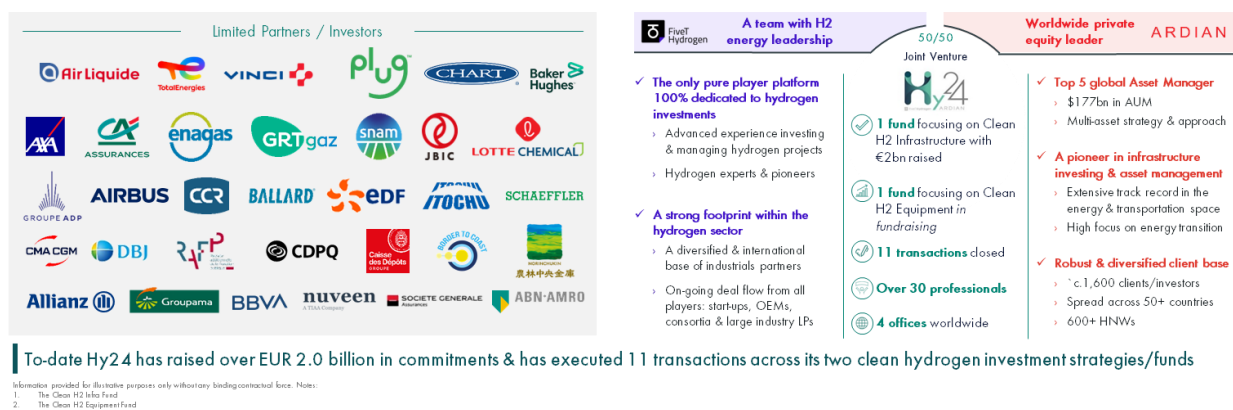 Limited Partners / Investors
Air Liquide
TotalEnergies
VINCI
plug
CHART
Baker
Hughes
AXA
CA
ASSURANCES
enagas
GRTgaz
snam
JBIC
LOTTE CHEMICAL
GROUPE ADP
AIRBUS
CCR
BALLARD
eDF
ITOCHU
SCHAEFFLER
CMA CGM
DBJ
RAFP
CDPQ
Caisse
des Dépôts
GROUPE
BORDER TO COAST
NORINCHUKIN
農林中央金庫
Allianz
Groupama
BBVA
nuveen
A TIAA Company
SOCIETE GENERALE
Assurances
ABN·AMRO
FiveT
Hydrogen
A team with H2
energy leadership
50/50
Joint Venture
Hy24
ARDIAN
Worldwide private
equity leader
ARDIAN
✓ The only pure player platform
100% dedicated to hydrogen
investments
› Advanced experience investing
& managing hydrogen projects
› Hydrogen experts & pioneers
✓ A strong footprint within the
hydrogen sector
› A diversified & international
base of industrials partners
› On-going deal flow from all
players: start-ups, OEMs,
consortia & large industry LPs
1 fund focusing on Clean
H2 Infrastructure with
€2bn raised
1 fund focusing on Clean
H2 Equipment in
fundraising
11 transactions closed
Over 30 professionals
4 offices worldwide
✓ Top 5 global Asset Manager
› $177bn in AUM
› Multi-asset strategy & approach
✓ A pioneer in infrastructure
investing & asset management
› Extensive track record in the
energy & transportation space
› High focus on energy transition
✓ Robust & diversified client base
› `c.1,600 clients/investors
› Spread across 50+ countries
› 600+ HNWs
To-date Hy24 has raised over EUR 2.0 billion in commitments & has executed 11 transactions across its two clean hydrogen investment strategies/funds
Information provided for illustrative purposes only without any binding contractual force. Notes:
1. The Clean H2 Infra Fund
2. The Clean H2 Equipment Fund